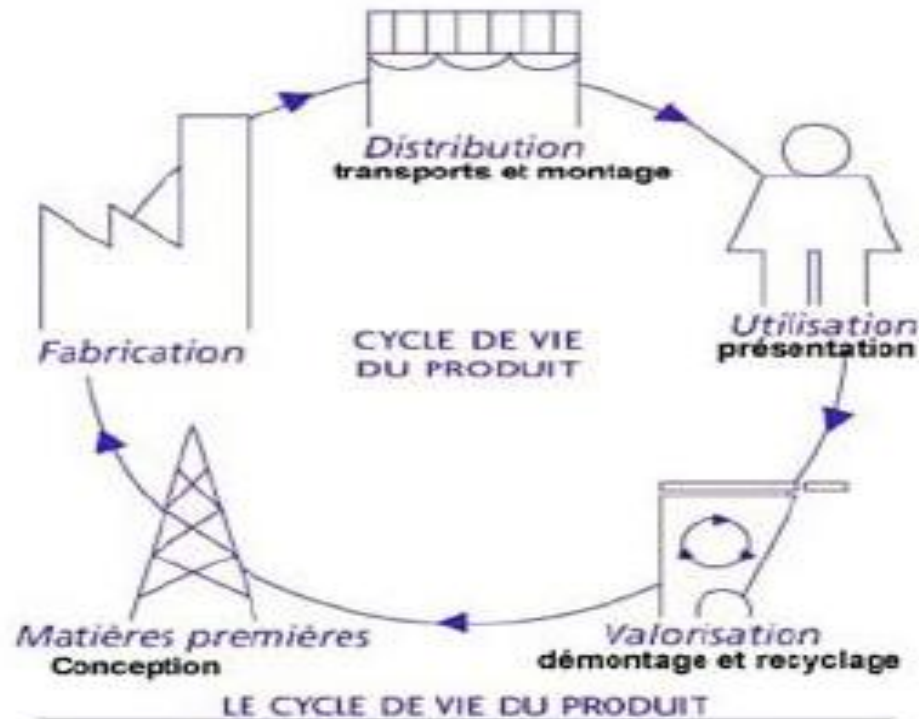 Distribution
transports et montage
Utilisation
présentation
Fabrication
CYCLE DE VIE
DU PRODUIT
Matières premières
Conception
Valorisation
démontage et recyclage
LE CYCLE DE VIE DU PRODUIT